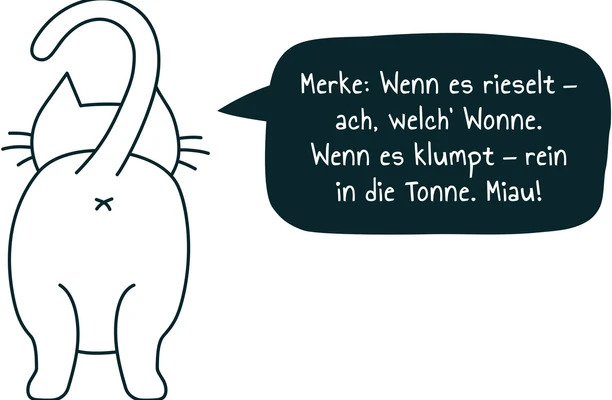 Merke: Wenn es rieselt –
ach, welch' Wonne.
Wenn es klumpt – rein
in die Tonne. Miau!